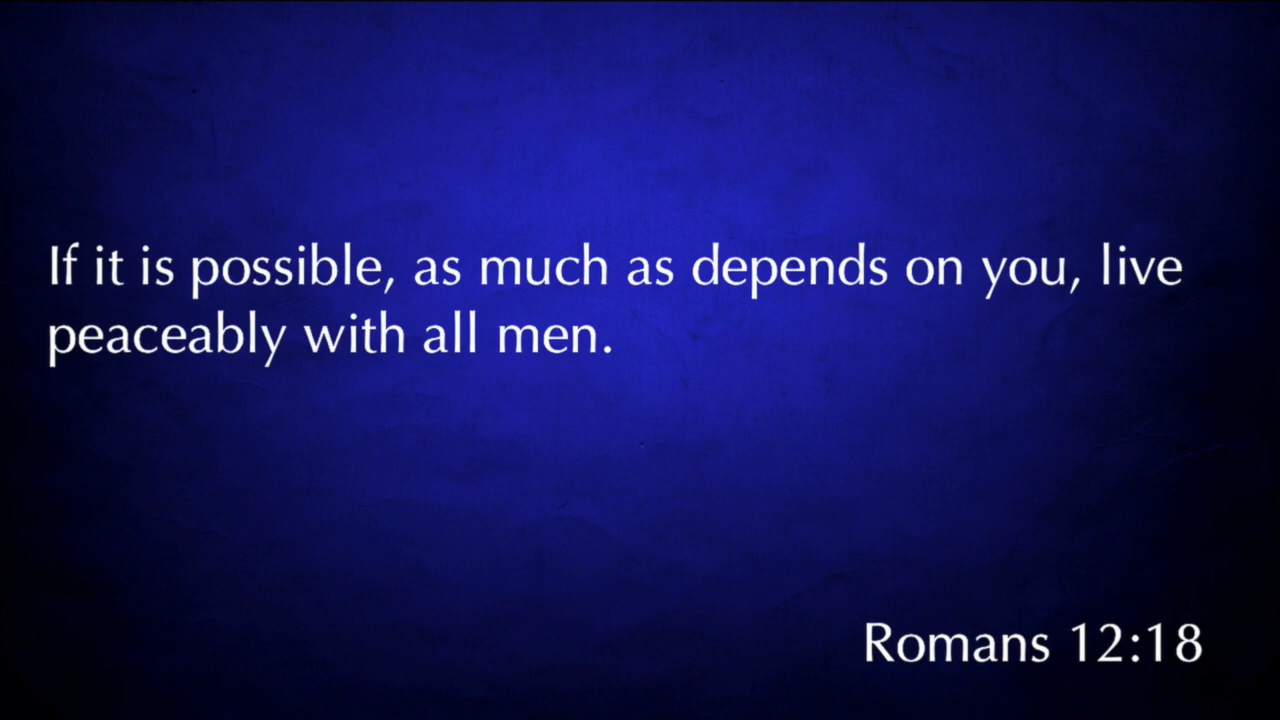 If it is possible, as much as depends on you, live
peaceably with all men.
Romans 12:18